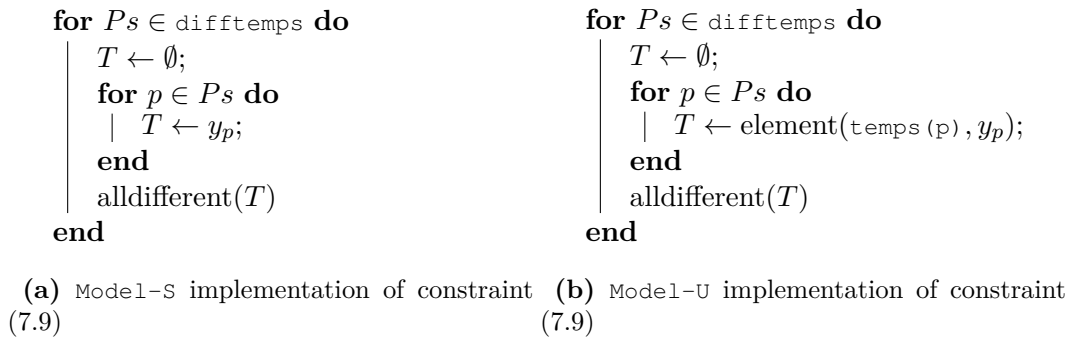 for Ps ∈ difftemps do
T ← ∅;
for p ∈ Ps do
T ← y_p;
end
alldifferent(T)
end
(a) Model-S implementation of constraint
(7.9)
for Ps ∈ difftemps do
T ← ∅;
for p ∈ Ps do
T ← element(temps(p), y_p);
end
alldifferent(T)
end
(b) Model-U implementation of constraint
(7.9)